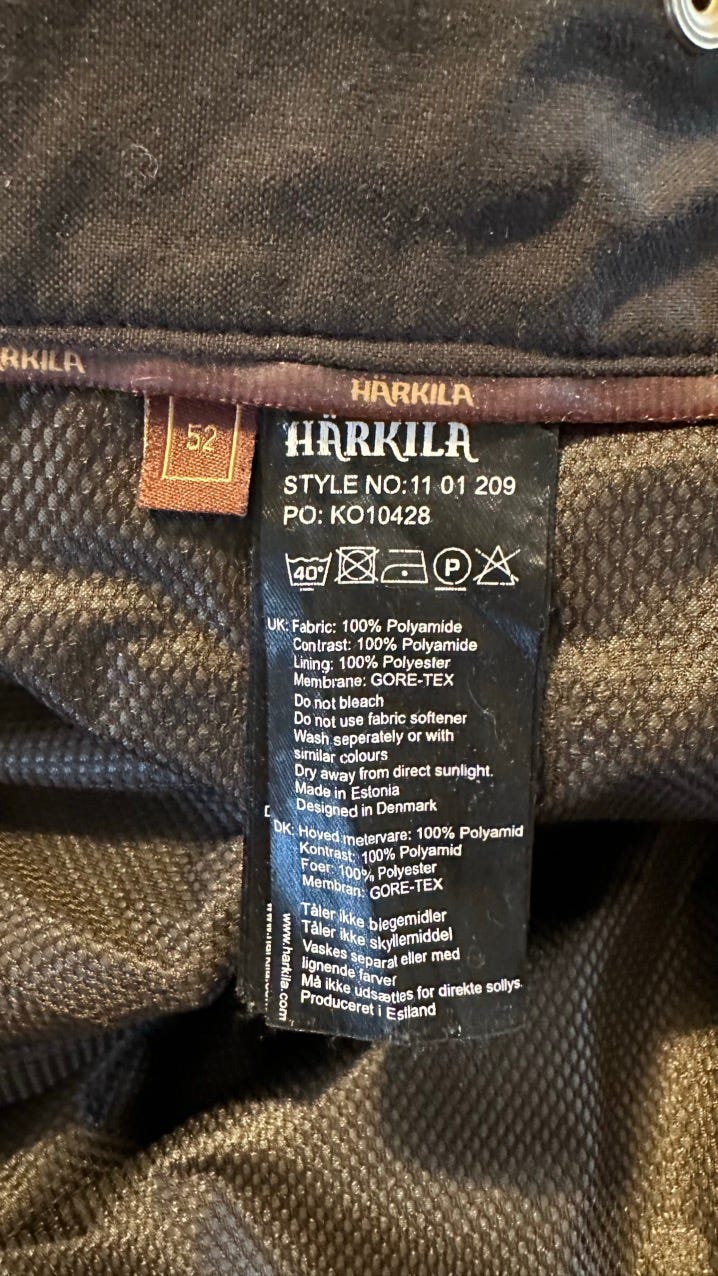 RKILA
HÄRKILA
52
HÄRKILA
STYLE NO: 11 01 209
PO: KO10428
40°
P
UK: Fabric: 100% Polyamide
Contrast: 100% Polyamide
Lining: 100% Polyester
Membrane: GORE-TEX
Do not bleach
Do not use fabric softener
Wash seperately or with
similar colours
Dry away from direct sunlight.
Made in Estonia
Designed in Denmark
DK: Hoved metervare: 100% Polyamid
Kontrast: 100% Polyamid
Foer: 100% Polyester
Membran: GORE-TEX
Tåler ikke blegemidler
Tåler ikke skyllemiddel
Vaskes separat eller med
lignende farver
Må ikke udsættes for direkte sollys.
Produceret i Estland
www.harkila.com